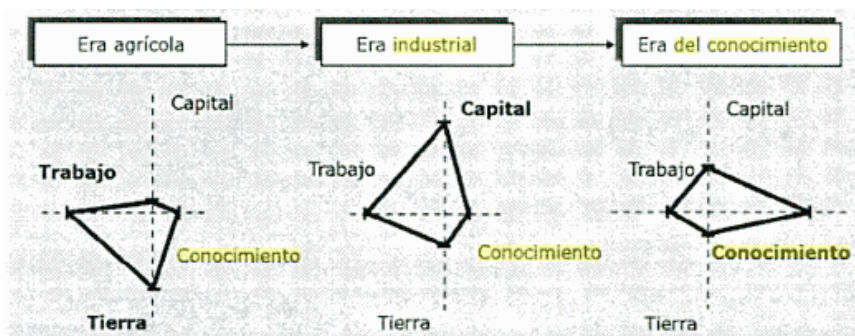 Era agrícola
Era industrial
Era del conocimiento
Capital
Trabajo
Conocimiento
Tierra
Capital
Trabajo
Conocimiento
Tierra
Capital
Trabajo
Conocimiento
Tierra